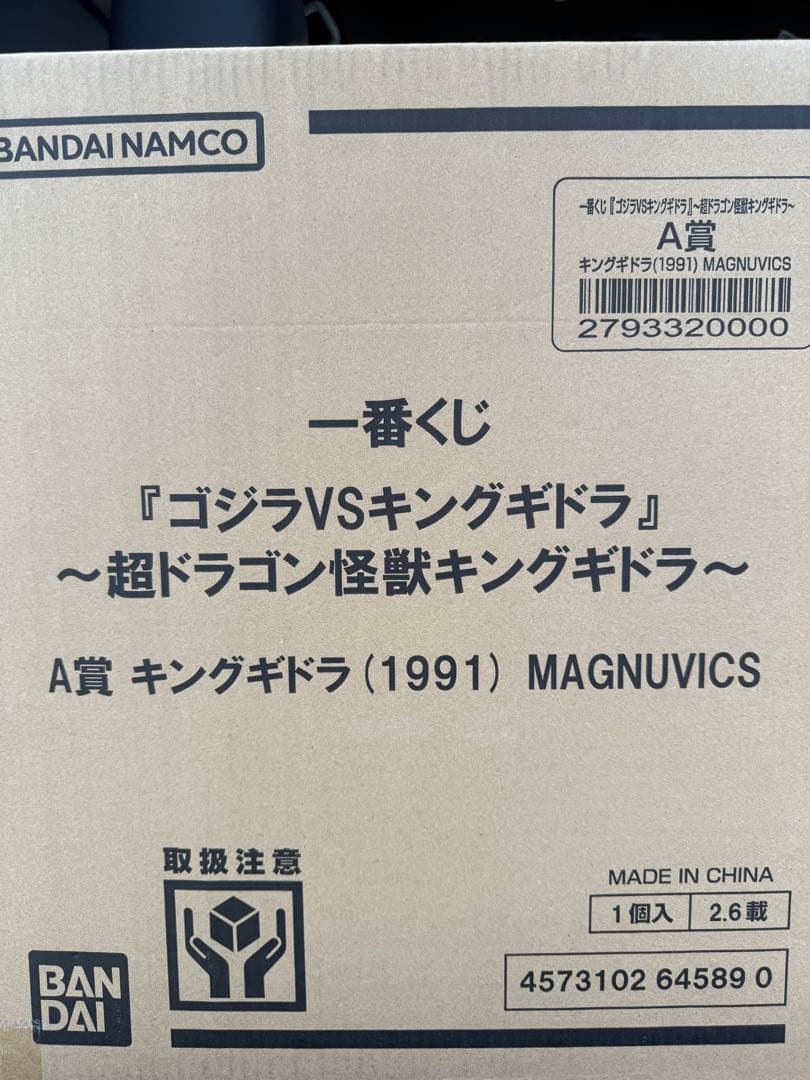 BANDAI NAMCO
一番くじ『ゴジラVSキングギドラ』~超ドラゴン怪獣キングギドラ~
A賞
キングギドラ(1991) MAGNUVICS
2793320000
一番くじ
『ゴジラVSキングギドラ』
~超ドラゴン怪獣キングギドラ~
A賞 キングギドラ(1991) MAGNUVICS
取扱注意
MADE IN CHINA
1個入 2.6載
4573102 64589 0
BAN
DAI